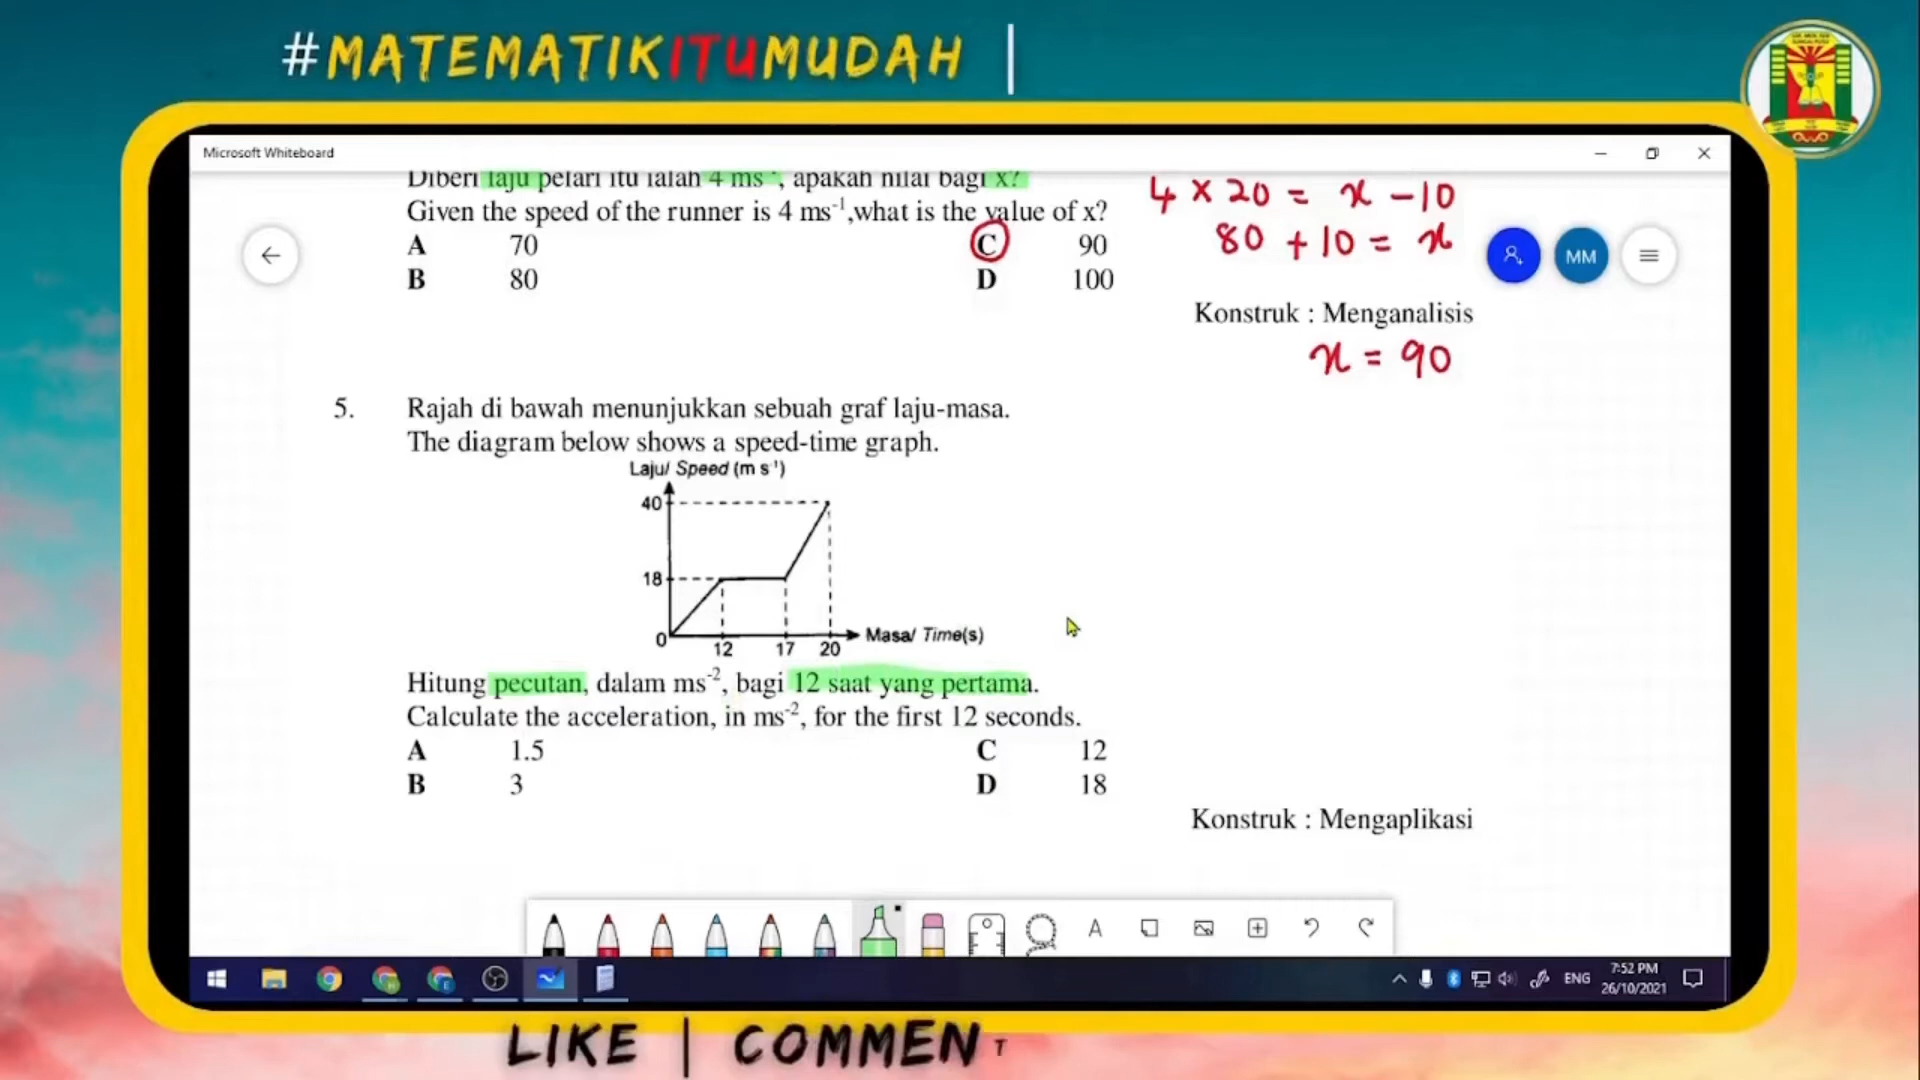 #MATEMATIKITUMUDAH |
Microsoft Whiteboard
Diberi laju pelari itu ialah 4 ms⁻¹, apakah nilai bagi x?
Given the speed of the runner is 4 ms⁻¹,what is the value of x?
A 70 C 90
B 80 D 100
4 × 20 = x − 10
80 + 10 = x
MM
Konstruk : Menganalisis
x = 90
5. Rajah di bawah menunjukkan sebuah graf laju-masa.
The diagram below shows a speed-time graph.
Laju/ Speed (m s⁻¹)
40
18
0
12 17 20
Masa/ Time(s)
Hitung pecutan, dalam ms⁻², bagi 12 saat yang pertama.
Calculate the acceleration, in ms⁻², for the first 12 seconds.
A 1.5 C 12
B 3 D 18
Konstruk : Mengaplikasi
ENG
7:52 PM
26/10/2021
LIKE | COMMENT